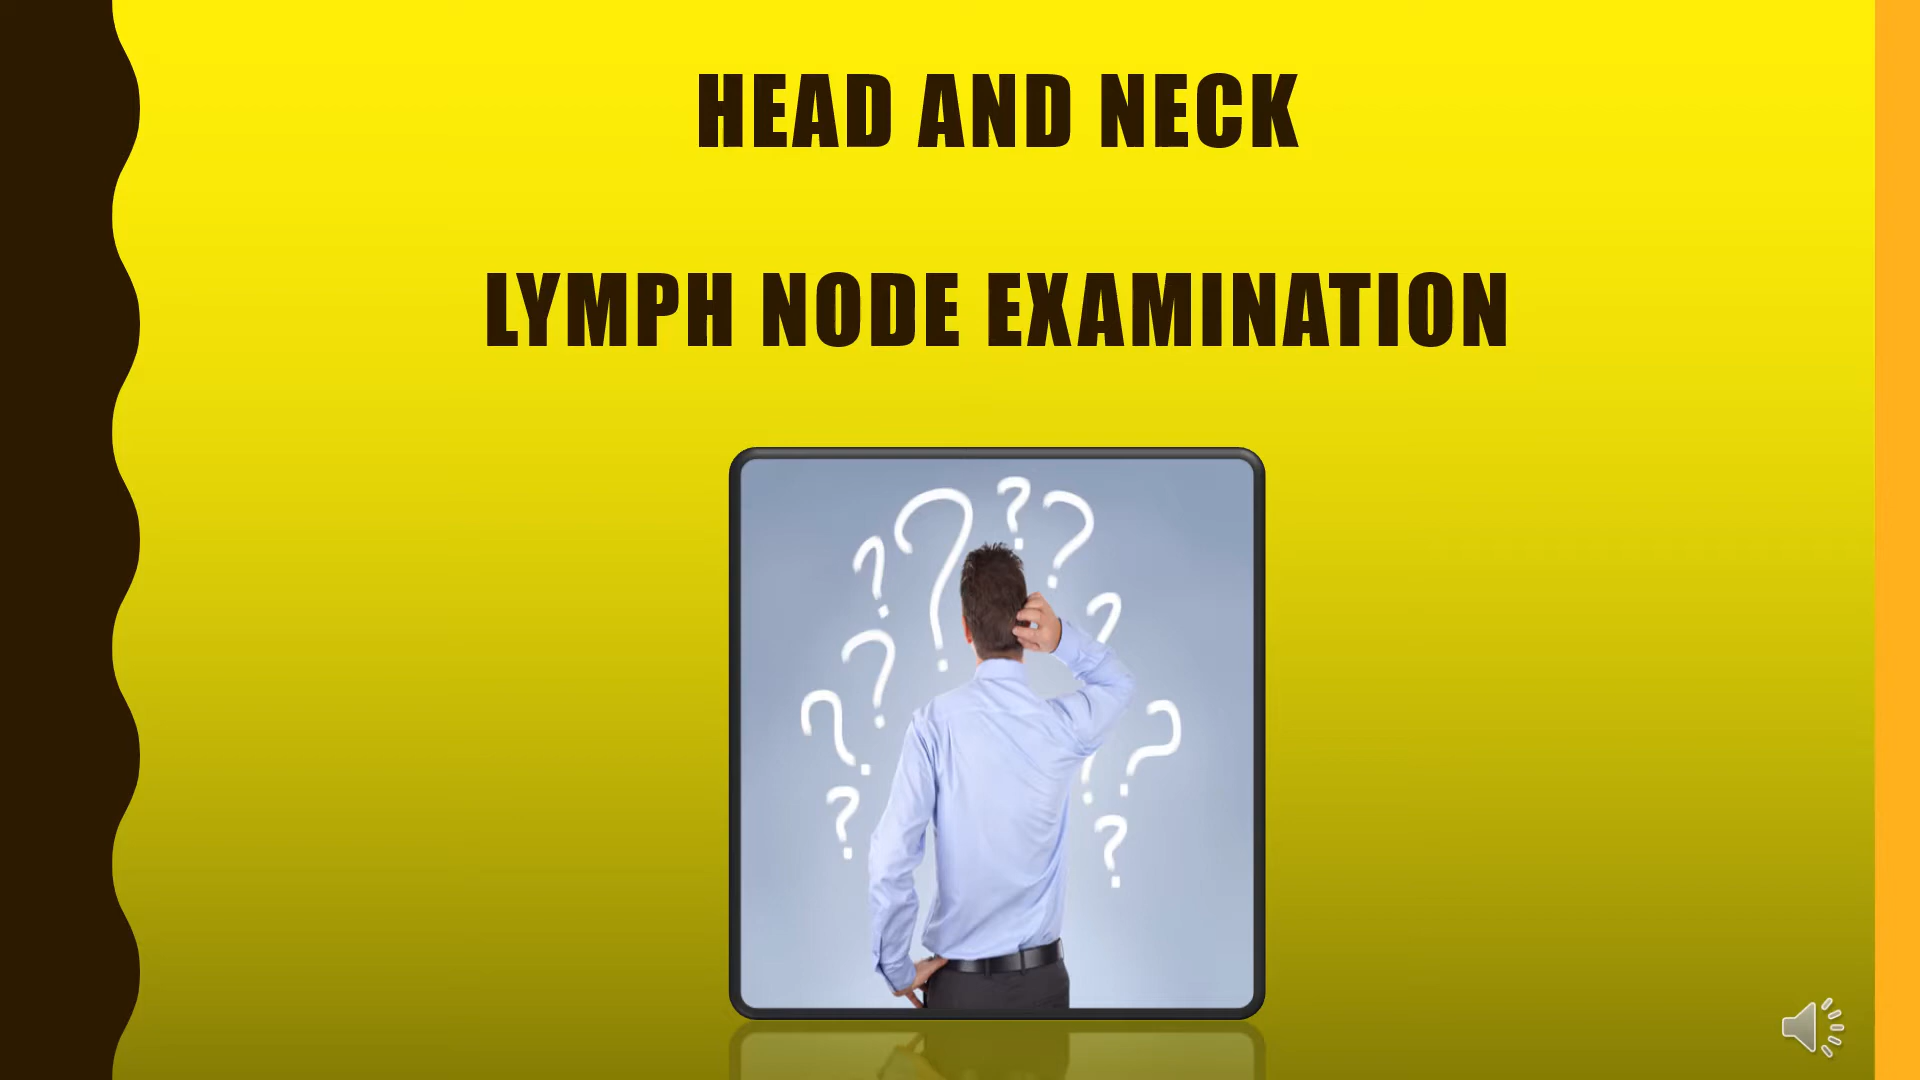 HEAD AND NECK
LYMPH NODE EXAMINATION
? ? ? ? ? ? ? ? ? ? ?